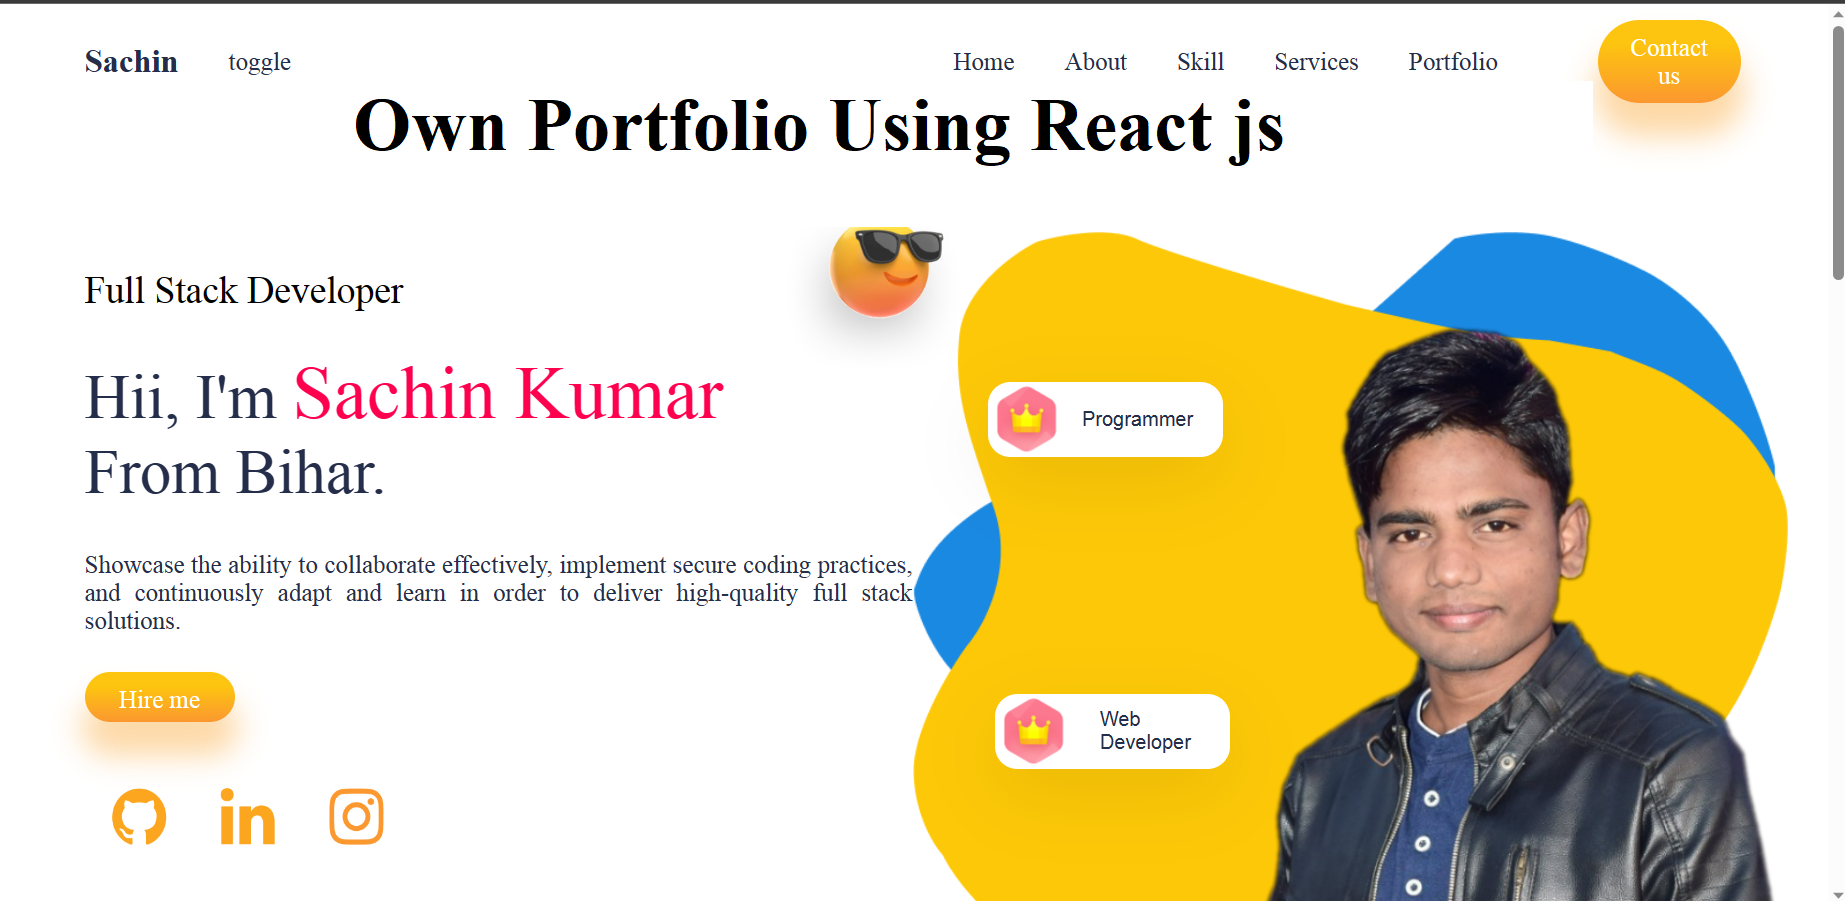 Sachin toggle Home About Skill Services Portfolio Contact
us
Own Portfolio Using React js
Full Stack Developer
Hii, I'm Sachin Kumar
From Bihar.
Showcase the ability to collaborate effectively, implement secure coding practices,
and continuously adapt and learn in order to deliver high-quality full stack
solutions.
Hire me
in
Programmer
Web
Developer